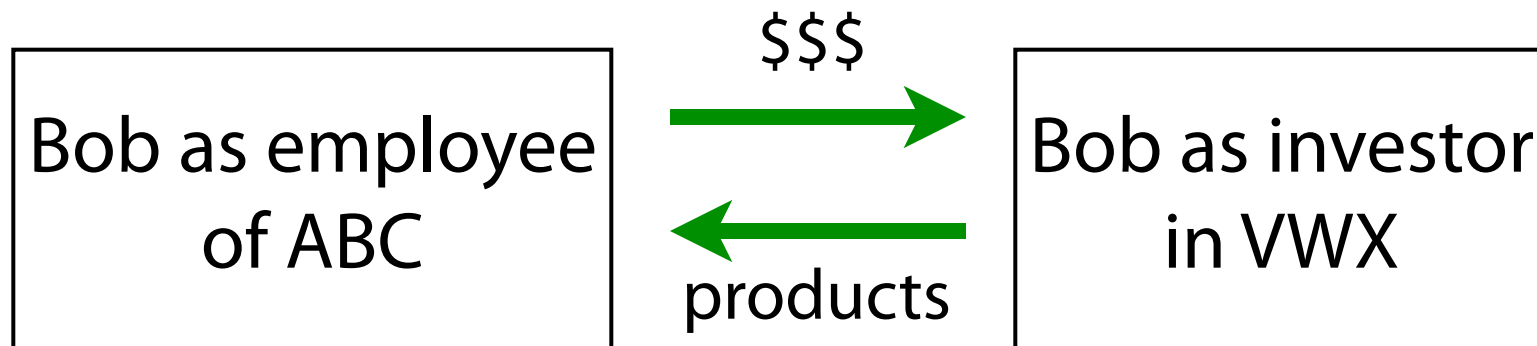 $$$
Bob as employee
of ABC
Bob as investor
in VWX
products